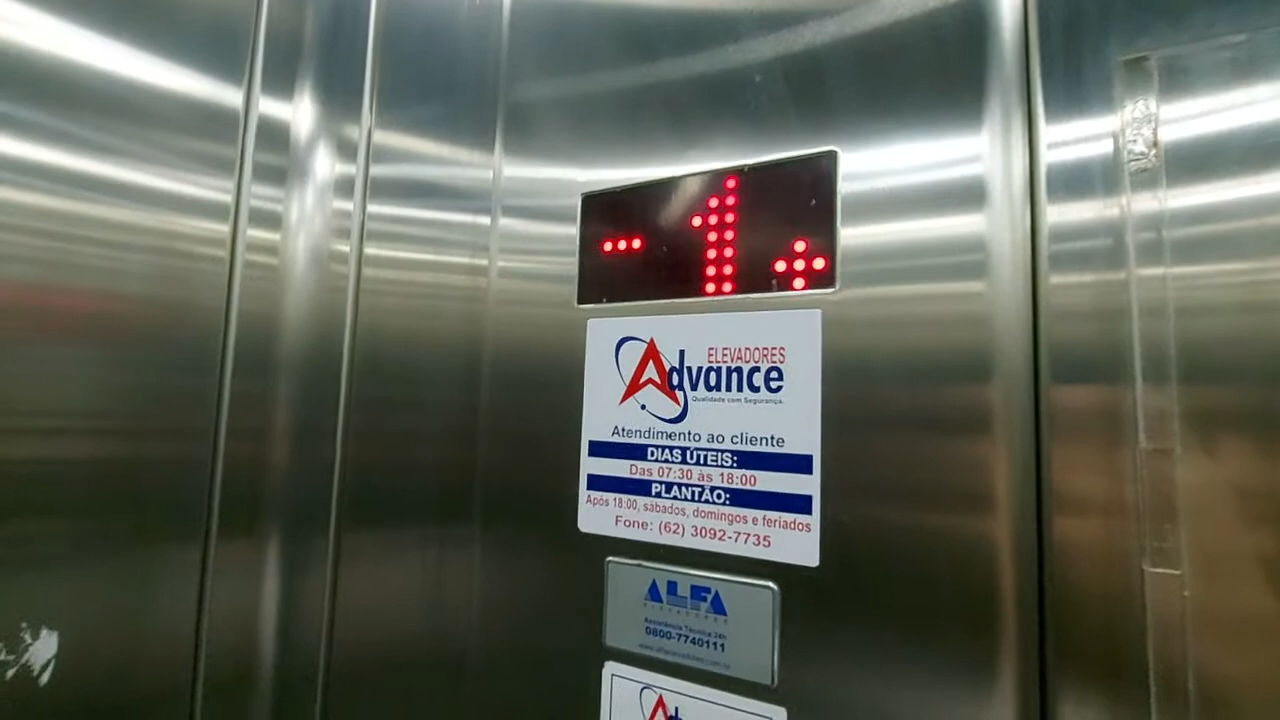 -1
ELEVADORES
Advance
Qualidade com Segurança.
Atendimento ao cliente
DIAS ÚTEIS:
Das 07:30 às 18:00
PLANTÃO:
Após 18:00, sábados, domingos e feriados
Fone: (62) 3092-7735
ALFA
ELEVADORES
Assistência Técnica 24h
0800-7740111